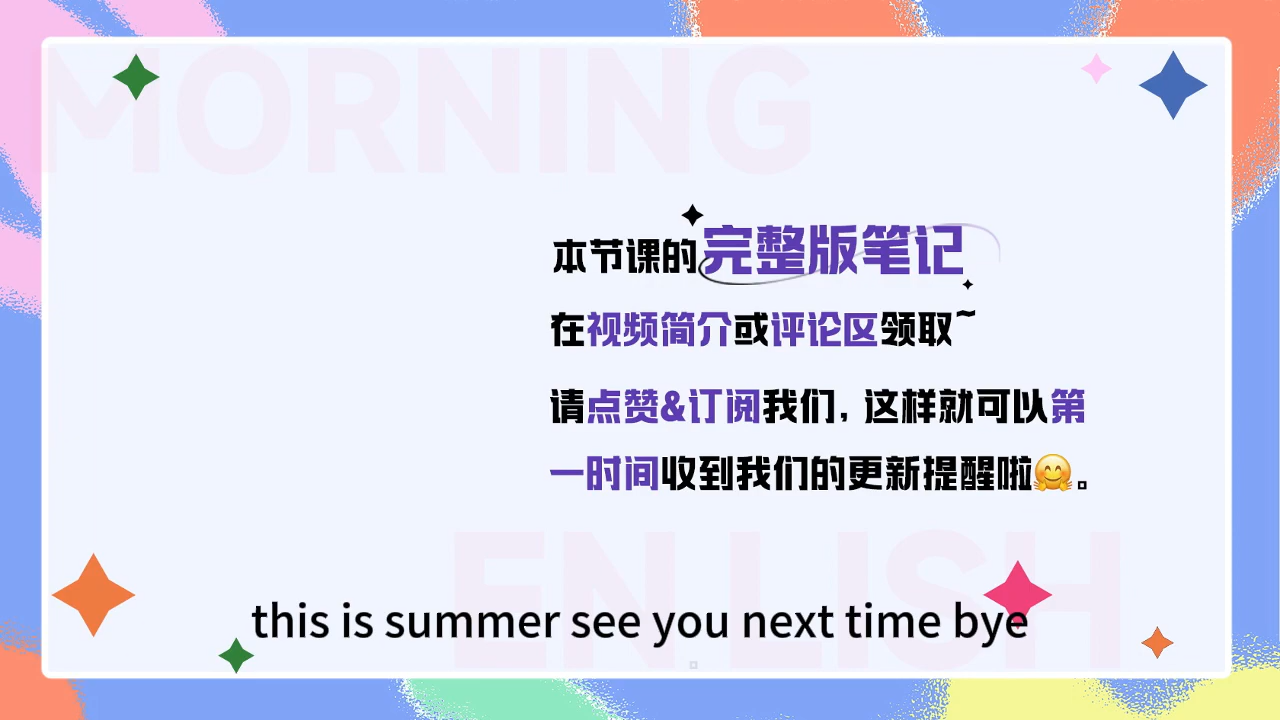 MORNING
本节课的完整版笔记
在视频简介或评论区领取~
请点赞&订阅我们，这样就可以第
一时间收到我们的更新提醒啦🤗。
EN LISH
this is summer see you next time bye